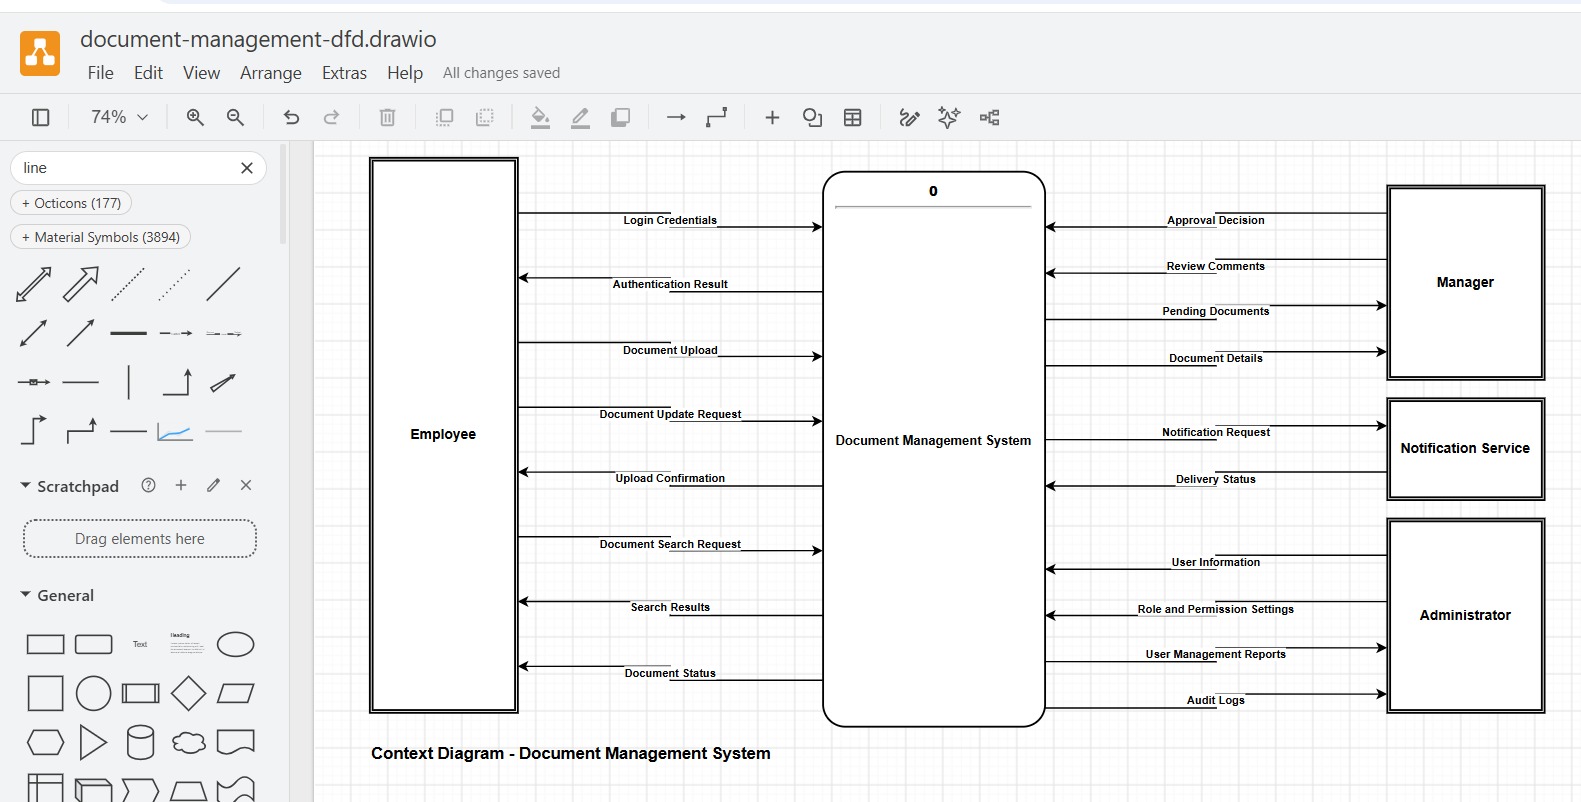 document-management-dfd.drawio
File Edit View Arrange Extras Help All changes saved
74%
line
+ Octicons (177)
+ Material Symbols (3894)
Scratchpad
Drag elements here
General
Text
Heading
Employee
Login Credentials
Authentication Result
Document Upload
Document Update Request
Upload Confirmation
Document Search Request
Search Results
Document Status
0
Document Management System
Approval Decision
Review Comments
Pending Documents
Document Details
Notification Request
Delivery Status
User Information
Role and Permission Settings
User Management Reports
Audit Logs
Manager
Notification Service
Administrator
Context Diagram - Document Management System